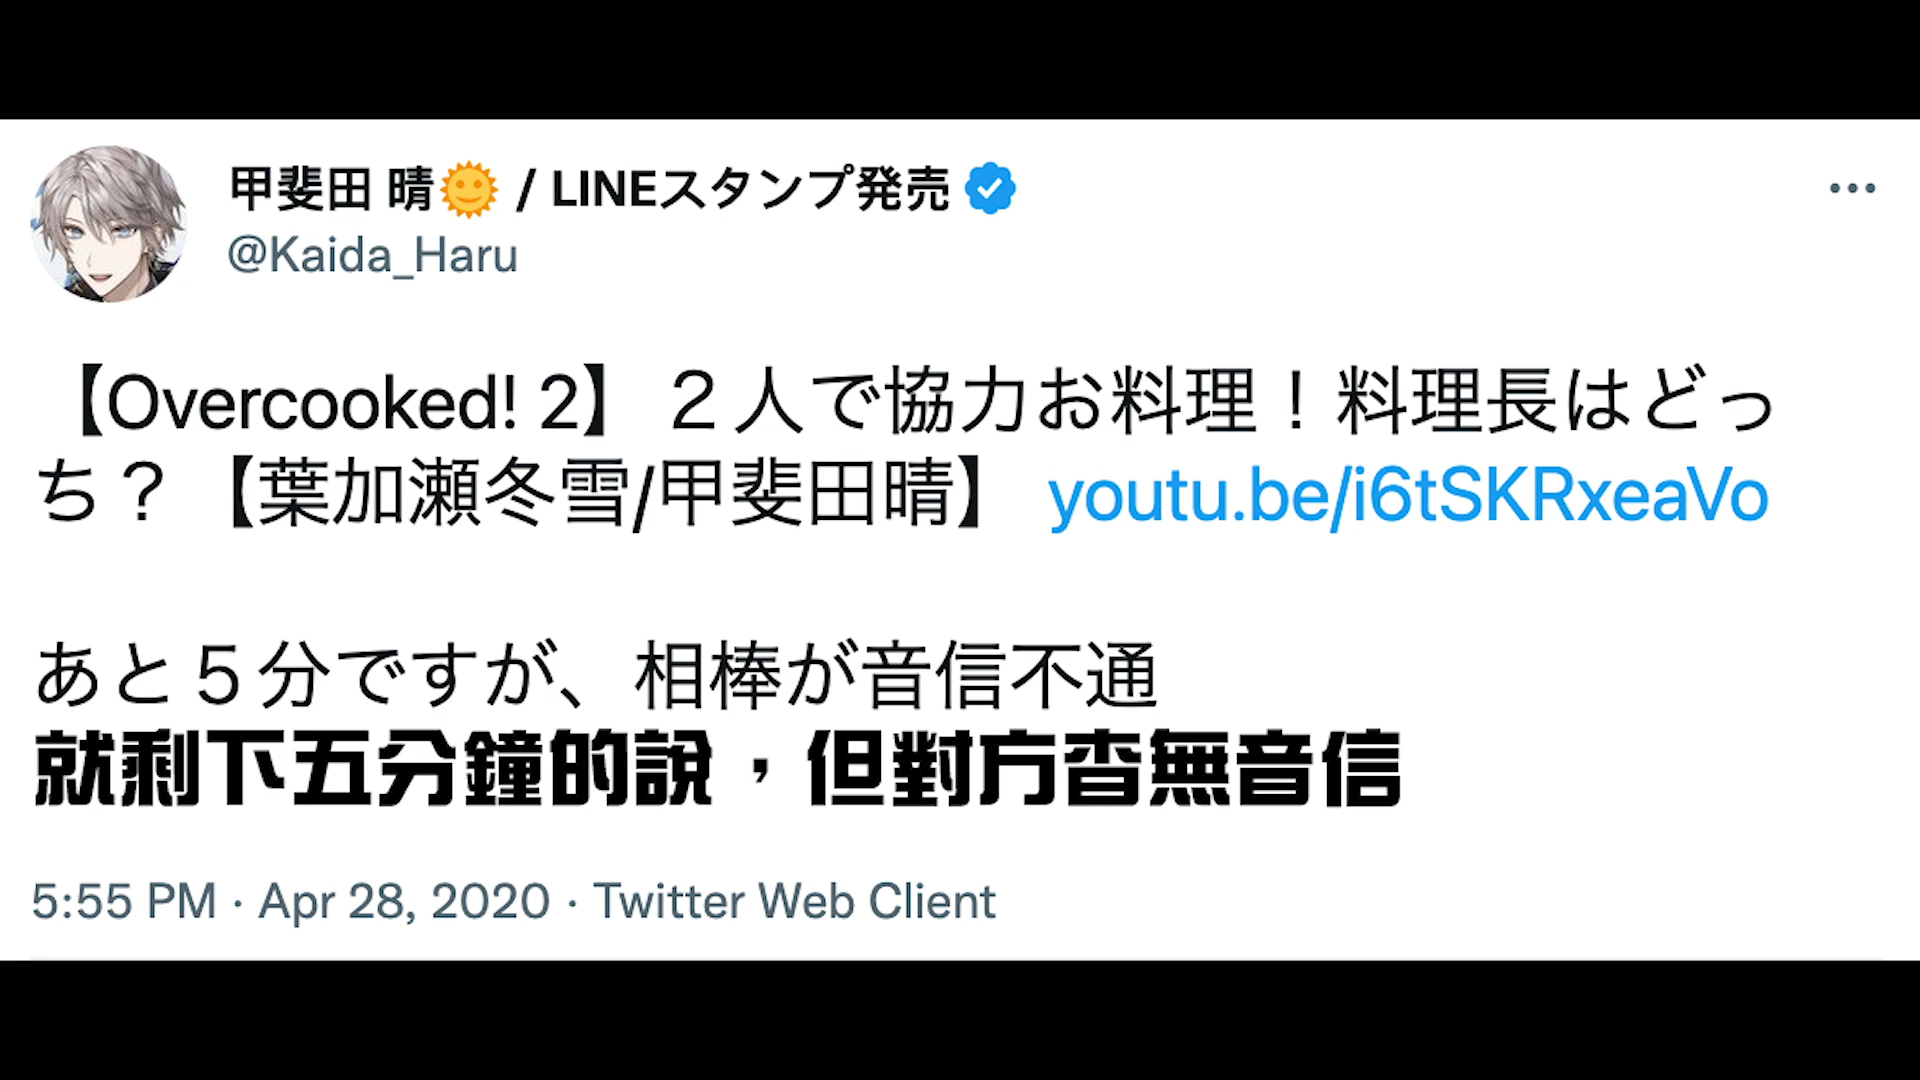 甲斐田 晴🌞 / LINEスタンプ発売
@Kaida_Haru
【Overcooked! 2】 ２人で協力お料理！料理長はどっ
ち？【葉加瀬冬雪/甲斐田晴】 youtu.be/i6tSKRxeaVo
あと５分ですが、相棒が音信不通
就剩下五分鐘的說，但對方杳無音信
5:55 PM · Apr 28, 2020 · Twitter Web Client